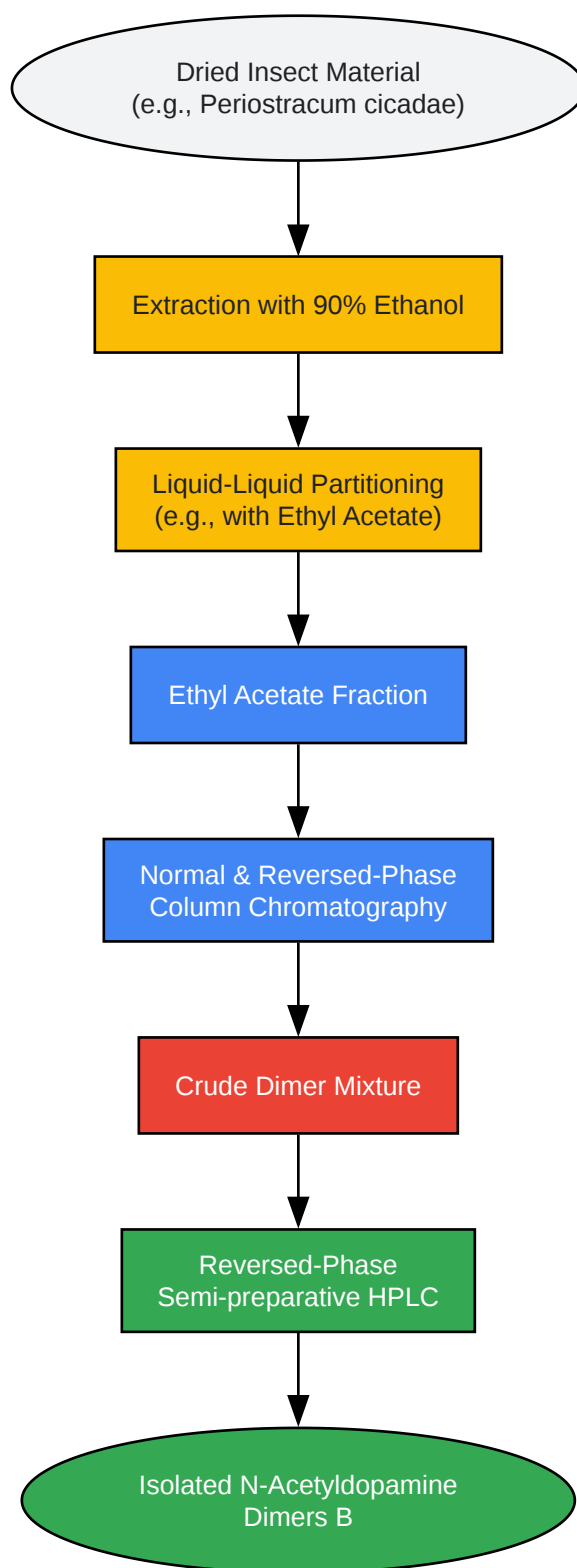 Dried Insect Material
(e.g., Periostracum cicadae)
Extraction with 90% Ethanol
Liquid-Liquid Partitioning
(e.g., with Ethyl Acetate)
Ethyl Acetate Fraction
Normal & Reversed-Phase
Column Chromatography
Crude Dimer Mixture
Reversed-Phase
Semi-preparative HPLC
Isolated N-Acetyldopamine
Dimers B